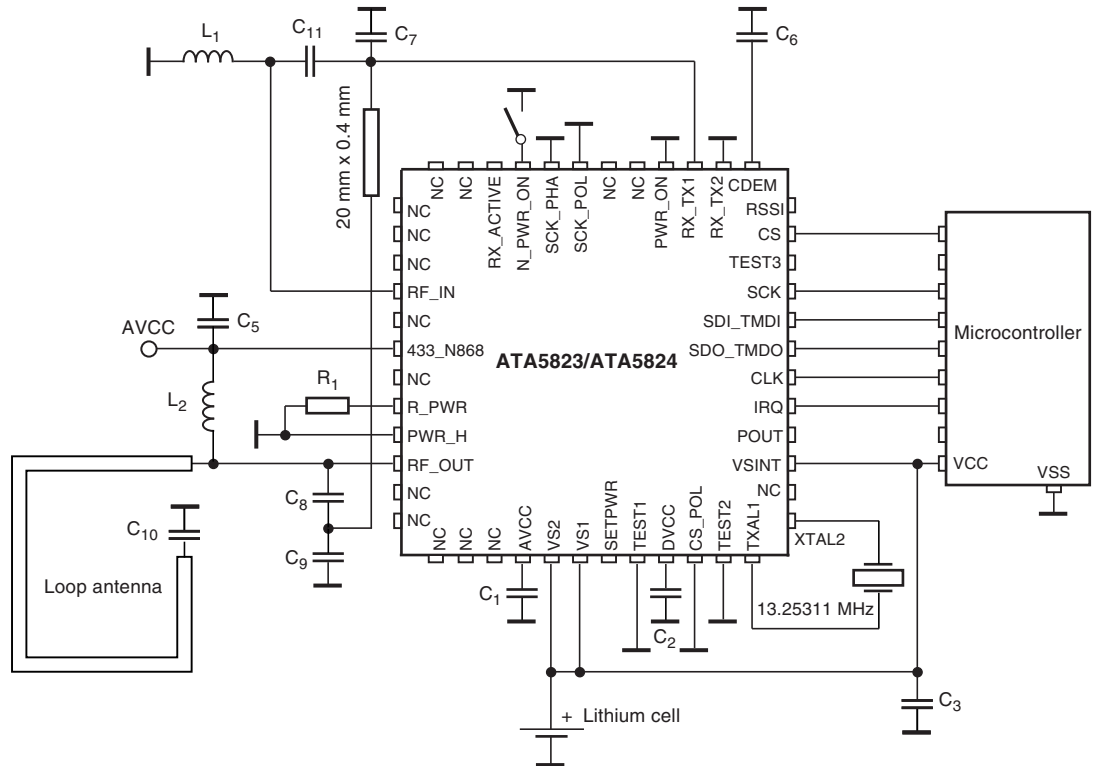 L1
C11
C7
C6
20 mm x 0.4 mm
NC
NC
RX_ACTIVE
N_PWR_ON
SCK_PHA
SCK_POL
NC
NC
PWR_ON
RX_TX1
RX_TX2
CDEM
NC
NC
NC
RF_IN
NC
433_N868
NC
R_PWR
PWR_H
RF_OUT
NC
NC
AVCC
C5
L2
R1
C8
C9
C10
Loop antenna
ATA5823/ATA5824
RSSI
CS
TEST3
SCK
SDI_TMDI
SDO_TMDO
CLK
IRQ
POUT
VSINT
NC
XTAL2
Microcontroller
VCC
VSS
NC
NC
NC
AVCC
VS2
VS1
SETPWR
TEST1
DVCC
CS_POL
TEST2
TXAL1
C1
C2
13.25311 MHz
C3
+ Lithium cell